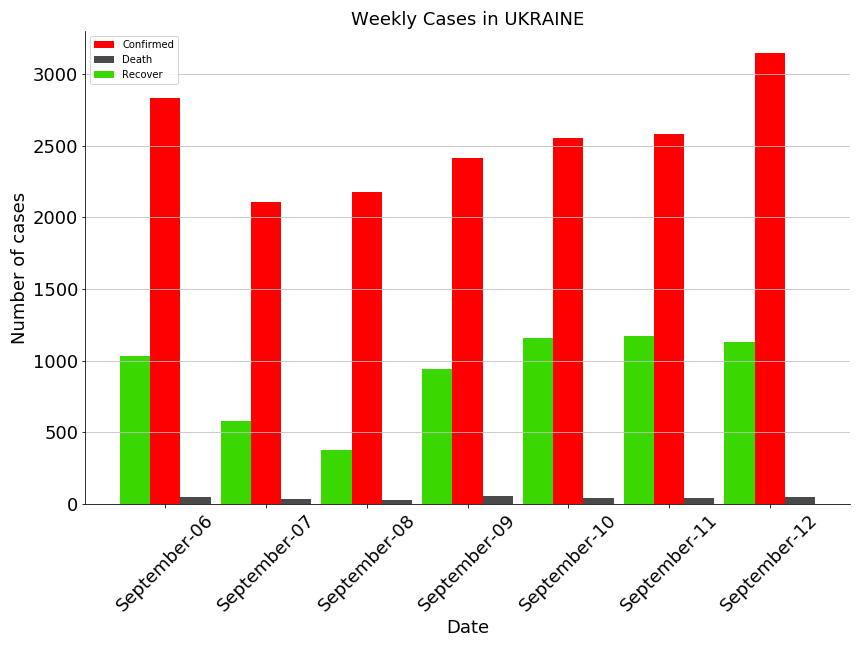 Weekly Cases in UKRAINE
Confirmed
Death
Recover
Number of cases
3000
2500
2000
1500
1000
500
0
September-06
September-07
September-08
September-09
September-10
September-11
September-12
Date